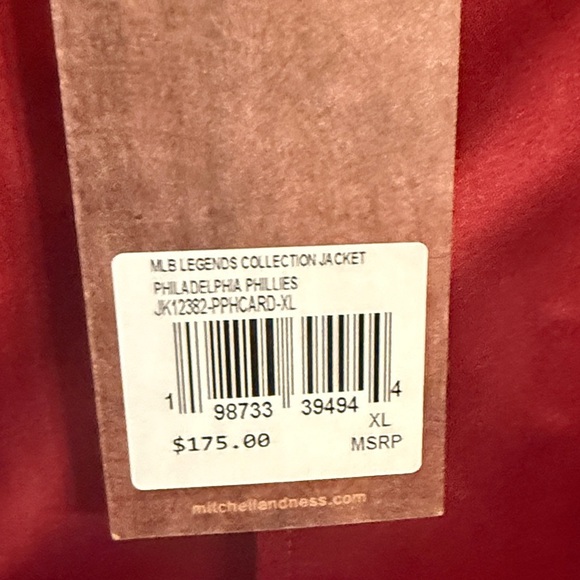 MLB LEGENDS COLLECTION JACKET
PHILADELPHIA PHILLIES
JK12382-PPHCARD-XL
1 98733 39494 4
XL
$175.00 MSRP
mitchellandness.com